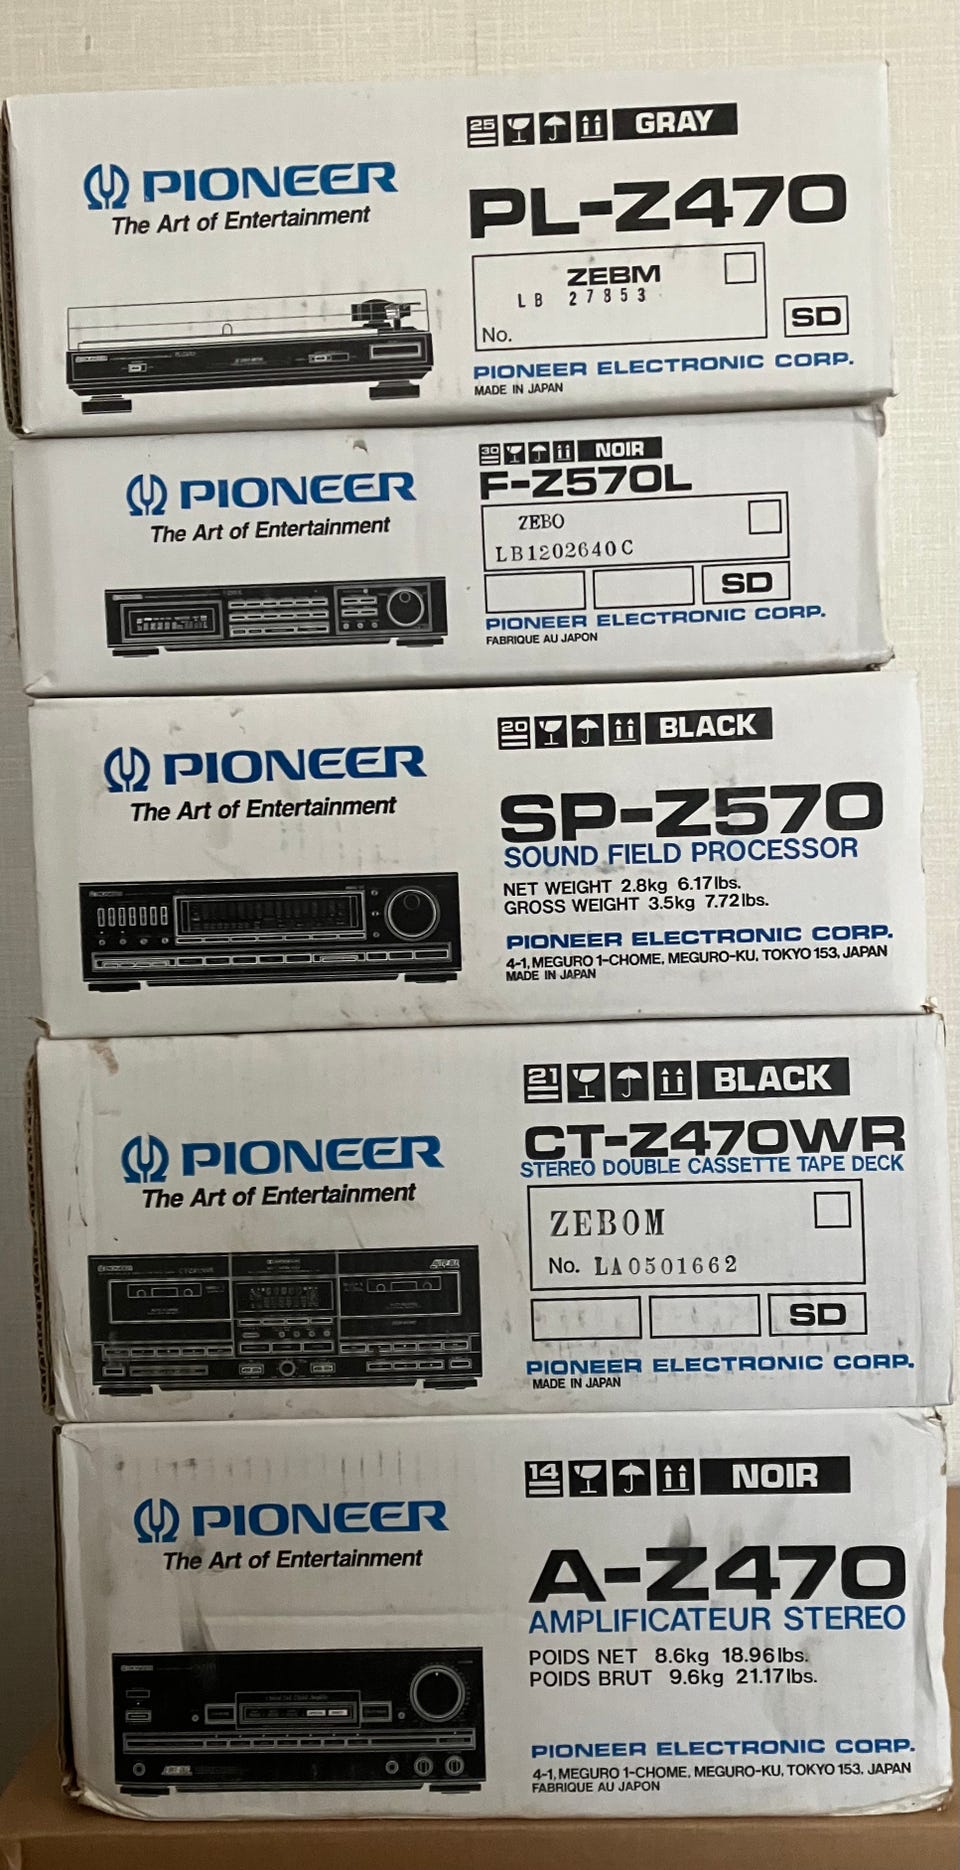 25 GRAY
PIONEER
The Art of Entertainment
PL-Z470
ZEBM
LB 27853
No.
SD
PIONEER ELECTRONIC CORP.
MADE IN JAPAN
30 NOIR
PIONEER
The Art of Entertainment
F-Z570L
ZEBO
LB1202640C
SD
PIONEER ELECTRONIC CORP.
FABRIQUE AU JAPON
20 BLACK
PIONEER
The Art of Entertainment
SP-Z570
SOUND FIELD PROCESSOR
NET WEIGHT 2.8kg 6.17lbs.
GROSS WEIGHT 3.5kg 7.72lbs.
PIONEER ELECTRONIC CORP.
4-1, MEGURO 1-CHOME, MEGURO-KU, TOKYO 153, JAPAN
MADE IN JAPAN
21 BLACK
PIONEER
The Art of Entertainment
CT-Z470WR
STEREO DOUBLE CASSETTE TAPE DECK
ZEBOM
No. LA0501662
SD
PIONEER ELECTRONIC CORP.
MADE IN JAPAN
14 NOIR
PIONEER
The Art of Entertainment
A-Z470
AMPLIFICATEUR STEREO
POIDS NET 8.6kg 18.96lbs.
POIDS BRUT 9.6kg 21.17lbs.
PIONEER ELECTRONIC CORP.
4-1, MEGURO 1-CHOME, MEGURO-KU, TOKYO 153, JAPAN
FABRIQUE AU JAPON